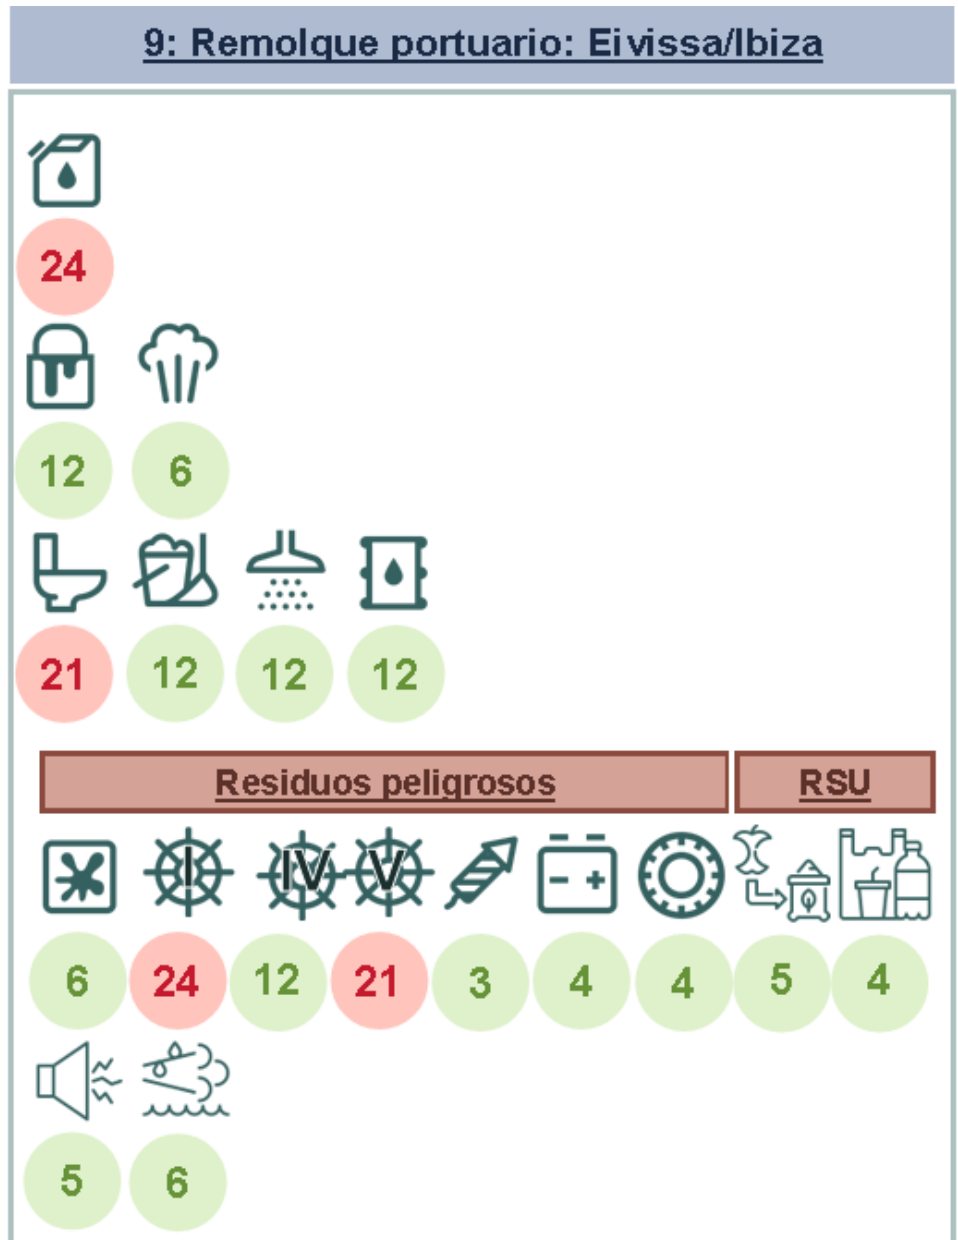 9: Remolque portuario: Eivissa/Ibiza
24
12 6
21 12 12 12
Residuos peligrosos RSU
I IV V
6 24 12 21 3 4 4 5 4
5 6